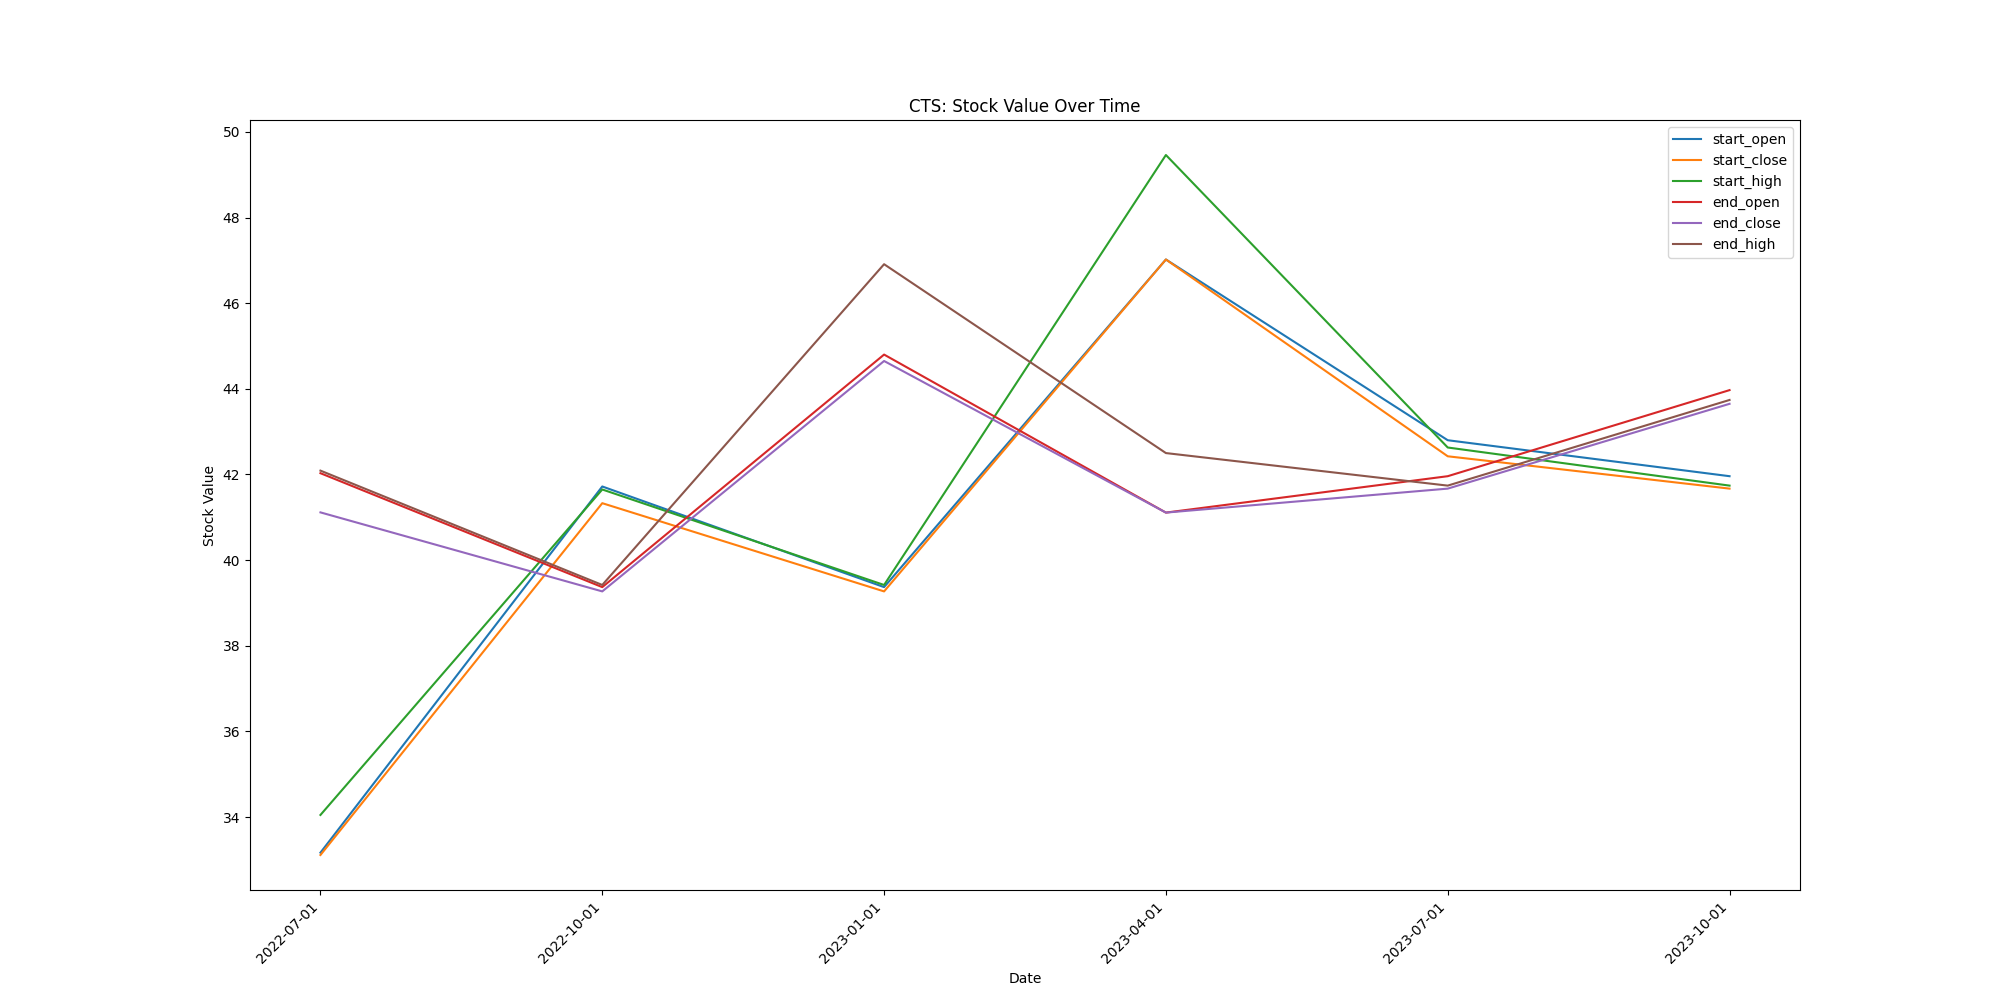 CTS: Stock Value Over Time
50
48
46
44
42
40
38
36
34
Stock Value
start_open
start_close
start_high
end_open
end_close
end_high
2022-07-01
2022-10-01
2023-01-01
2023-04-01
2023-07-01
2023-10-01
Date